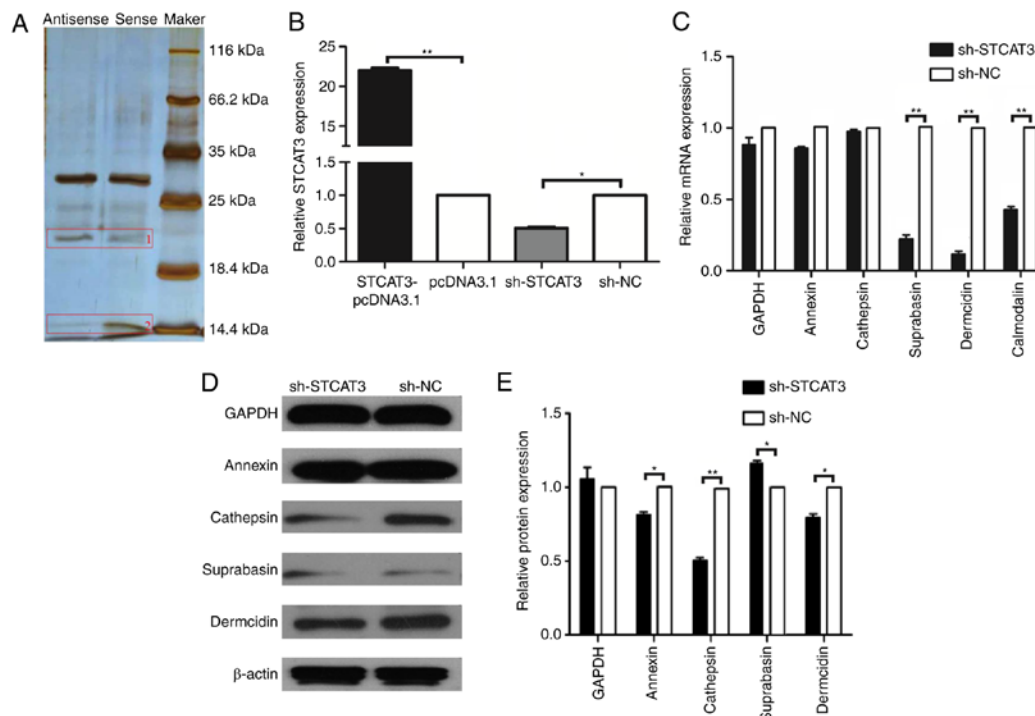 A
Antisense Sense Maker
116 kDa
66.2 kDa
35 kDa
25 kDa
1
18.4 kDa
2
14.4 kDa
B
Relative STCAT3 expression
25
20
15
10
5
1.0
0.5
0.0
**
*
STCAT3-
pcDNA3.1
pcDNA3.1
sh-STCAT3
sh-NC
C
sh-STCAT3
sh-NC
Relative mRNA expression
1.5
1.0
0.5
0.0
** ** **
GAPDH
Annexin
Cathepsin
Suprabasin
Dermcidin
Calmodalin
D
sh-STCAT3 sh-NC
GAPDH
Annexin
Cathepsin
Suprabasin
Dermcidin
β-actin
E
sh-STCAT3
sh-NC
Relative protein expression
1.5
1.0
0.5
0.0
* ** * *
GAPDH
Annexin
Cathepsin
Suprabasin
Dermcidin